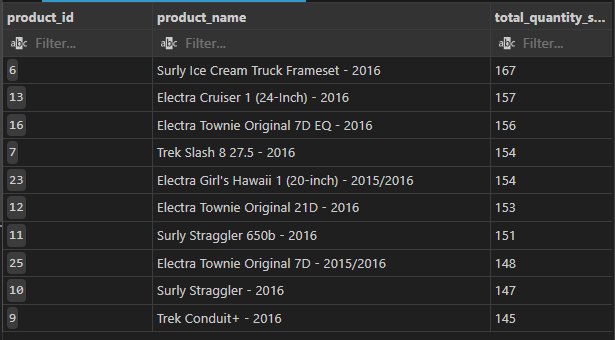 product_id product_name total_quantity_s...
abc Filter... abc Filter... abc Filter...
6 Surly Ice Cream Truck Frameset - 2016 167
13 Electra Cruiser 1 (24-Inch) - 2016 157
16 Electra Townie Original 7D EQ - 2016 156
7 Trek Slash 8 27.5 - 2016 154
23 Electra Girl's Hawaii 1 (20-inch) - 2015/2016 154
12 Electra Townie Original 21D - 2016 153
11 Surly Straggler 650b - 2016 151
25 Electra Townie Original 7D - 2015/2016 148
10 Surly Straggler - 2016 147
9 Trek Conduit+ - 2016 145